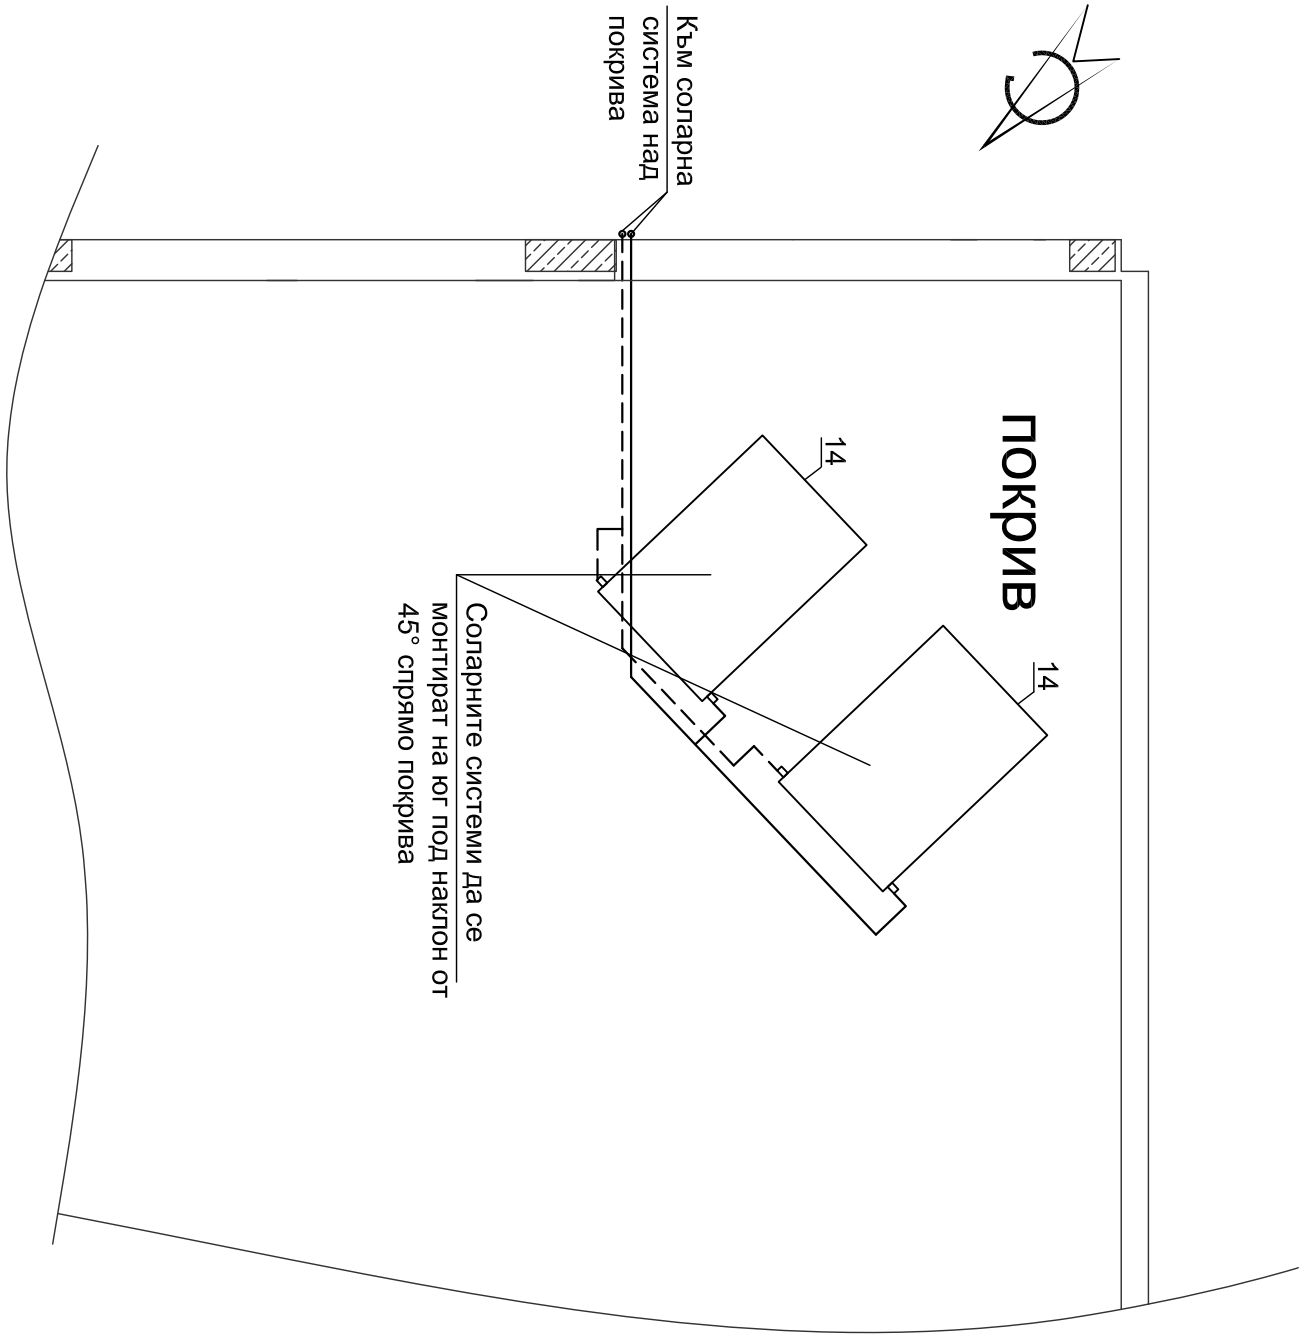 Към соларна
система над
покрива
покрив
14
14
Соларните системи да се
монтират на юг под наклон от
45° спрямо покрива